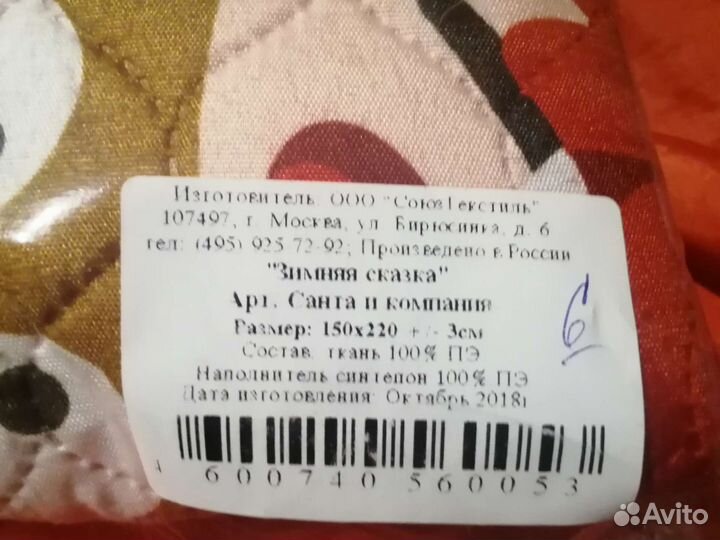 Изготовитель: ООО "СоюзТекстиль"
107497, г. Москва, ул. Бирюсинка, д. 6
тел: (495) 925-72-92; Произведено в России
"Зимняя сказка"
Арт. Санта и компания
Размер: 150х220 +/- 3см
Состав: ткань 100% ПЭ
Наполнитель синтепон 100% ПЭ
Дата изготовления: Октябрь 2018г
6
4 600740 560053
Avito